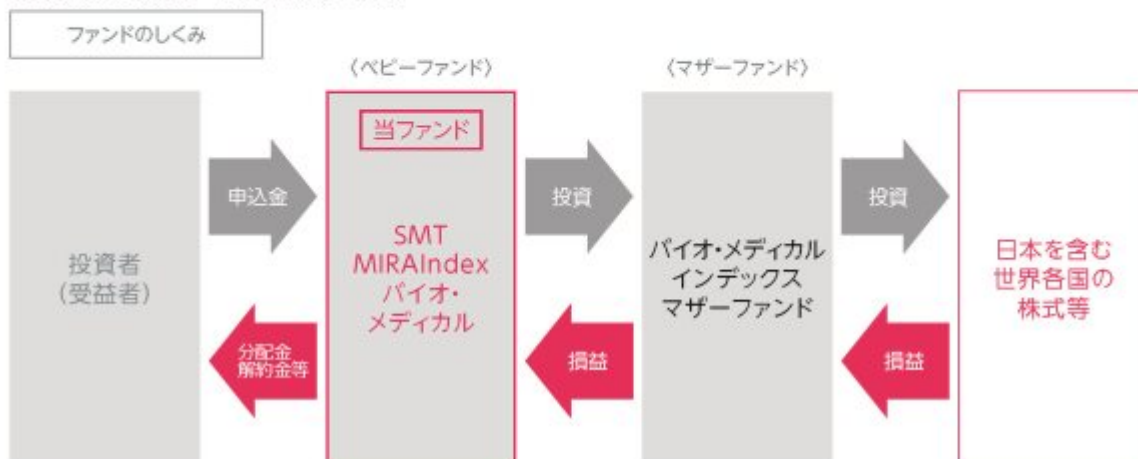 ファンドのしくみ
〈ベビーファンド〉
〈マザーファンド〉
投資者
(受益者)
申込金
分配金
解約金等
当ファンド
SMT
MIRAIndex
バイオ・
メディカル
投資
損益
バイオ・メディカル
インデックス
マザーファンド
投資
損益
日本を含む
世界各国の
株式等